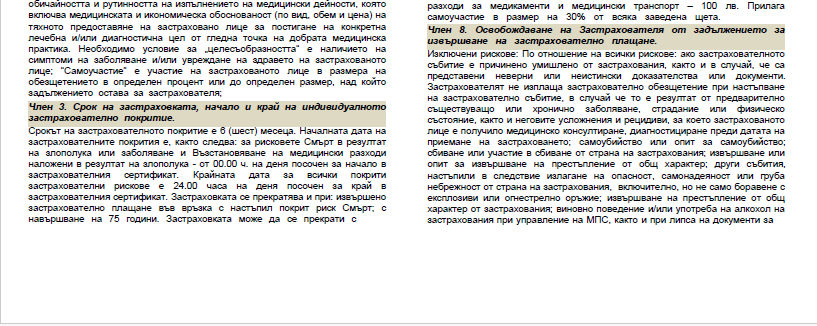 обичайността и рутинността на изпълнението на медицински дейности, която
включва медицинската и икономическа обоснованост (по вид, обем и цена) на
тяхното предоставяне на застраховано лице за постигане на конкретна
лечебна и/или диагностична цел от гледна точка на добрата медицинска
практика. Необходимо условие за „целесъобразността“ е наличието на
симптоми на заболяване и/или увреждане на здравето на застрахованото
лице; "Самоучастие“ е участие на застрахованото лице в размера на
обезщетението в определен процент или до определен размер, над който
задължението остава за застрахователя;
Член 3. Срок на застраховката, начало и край на индивидуалното
застрахователно покритие.
Срокът на застрахователното покритие е 6 (шест) месеца. Началната дата на
застрахователните покрития е, както следва: за рисковете Смърт в резултат
на злополука или заболяване и Възстановяване на медицински разходи
наложени в резултат на злополука - от 00.00 ч. на деня посочен за начало в
застрахователния сертификат. Крайната дата за всички покрити
застрахователни рискове е 24.00 часа на деня посочен за край в
застрахователния сертификат. Застраховката се прекратява и при: извършено
застрахователно плащане във връзка с настъпил покрит риск Смърт; с
навършване на 75 години. Застраховката може да се прекрати с
разходи за медикаменти и медицински транспорт – 100 лв. Прилага
самоучастие в размер на 30% от всяка заведена щета.
Член 8. Освобождаване на Застрахователя от задължението за
извършване на застрахователно плащане.
Изключени рискове: По отношение на всички рискове: ако застрахователното
събитие е причинено умишлено от застрахования, както и в случай, че са
представени неверни или неистински доказателства или документи.
Застрахователят не изплаща застрахователно обезщетение при настъпване
на застрахователно събитие, в случай че то е резултат от предварително
съществуващо или хронично заболяване, страдание или физическо
състояние, както и неговите усложнения и рецидиви, за което застрахованото
лице е получило медицинско консултиране, диагностициране преди датата на
приемане на застраховането; самоубийство или опит за самоубийство;
сбиване или участие в сбиване от страна на застрахования; извършване или
опит за извършване на престъпление от общ характер; други събития,
настъпили в следствие излагане на опасност, самонадеяност или груба
небрежност от страна на застрахования, включително, но не само боравене с
експлозиви или огнестрелно оръжие; извършване на престъпление от общ
характер от застрахования; виновно поведение и/или употреба на алкохол на
застрахования при управление на МПС, както и при липса на документи за